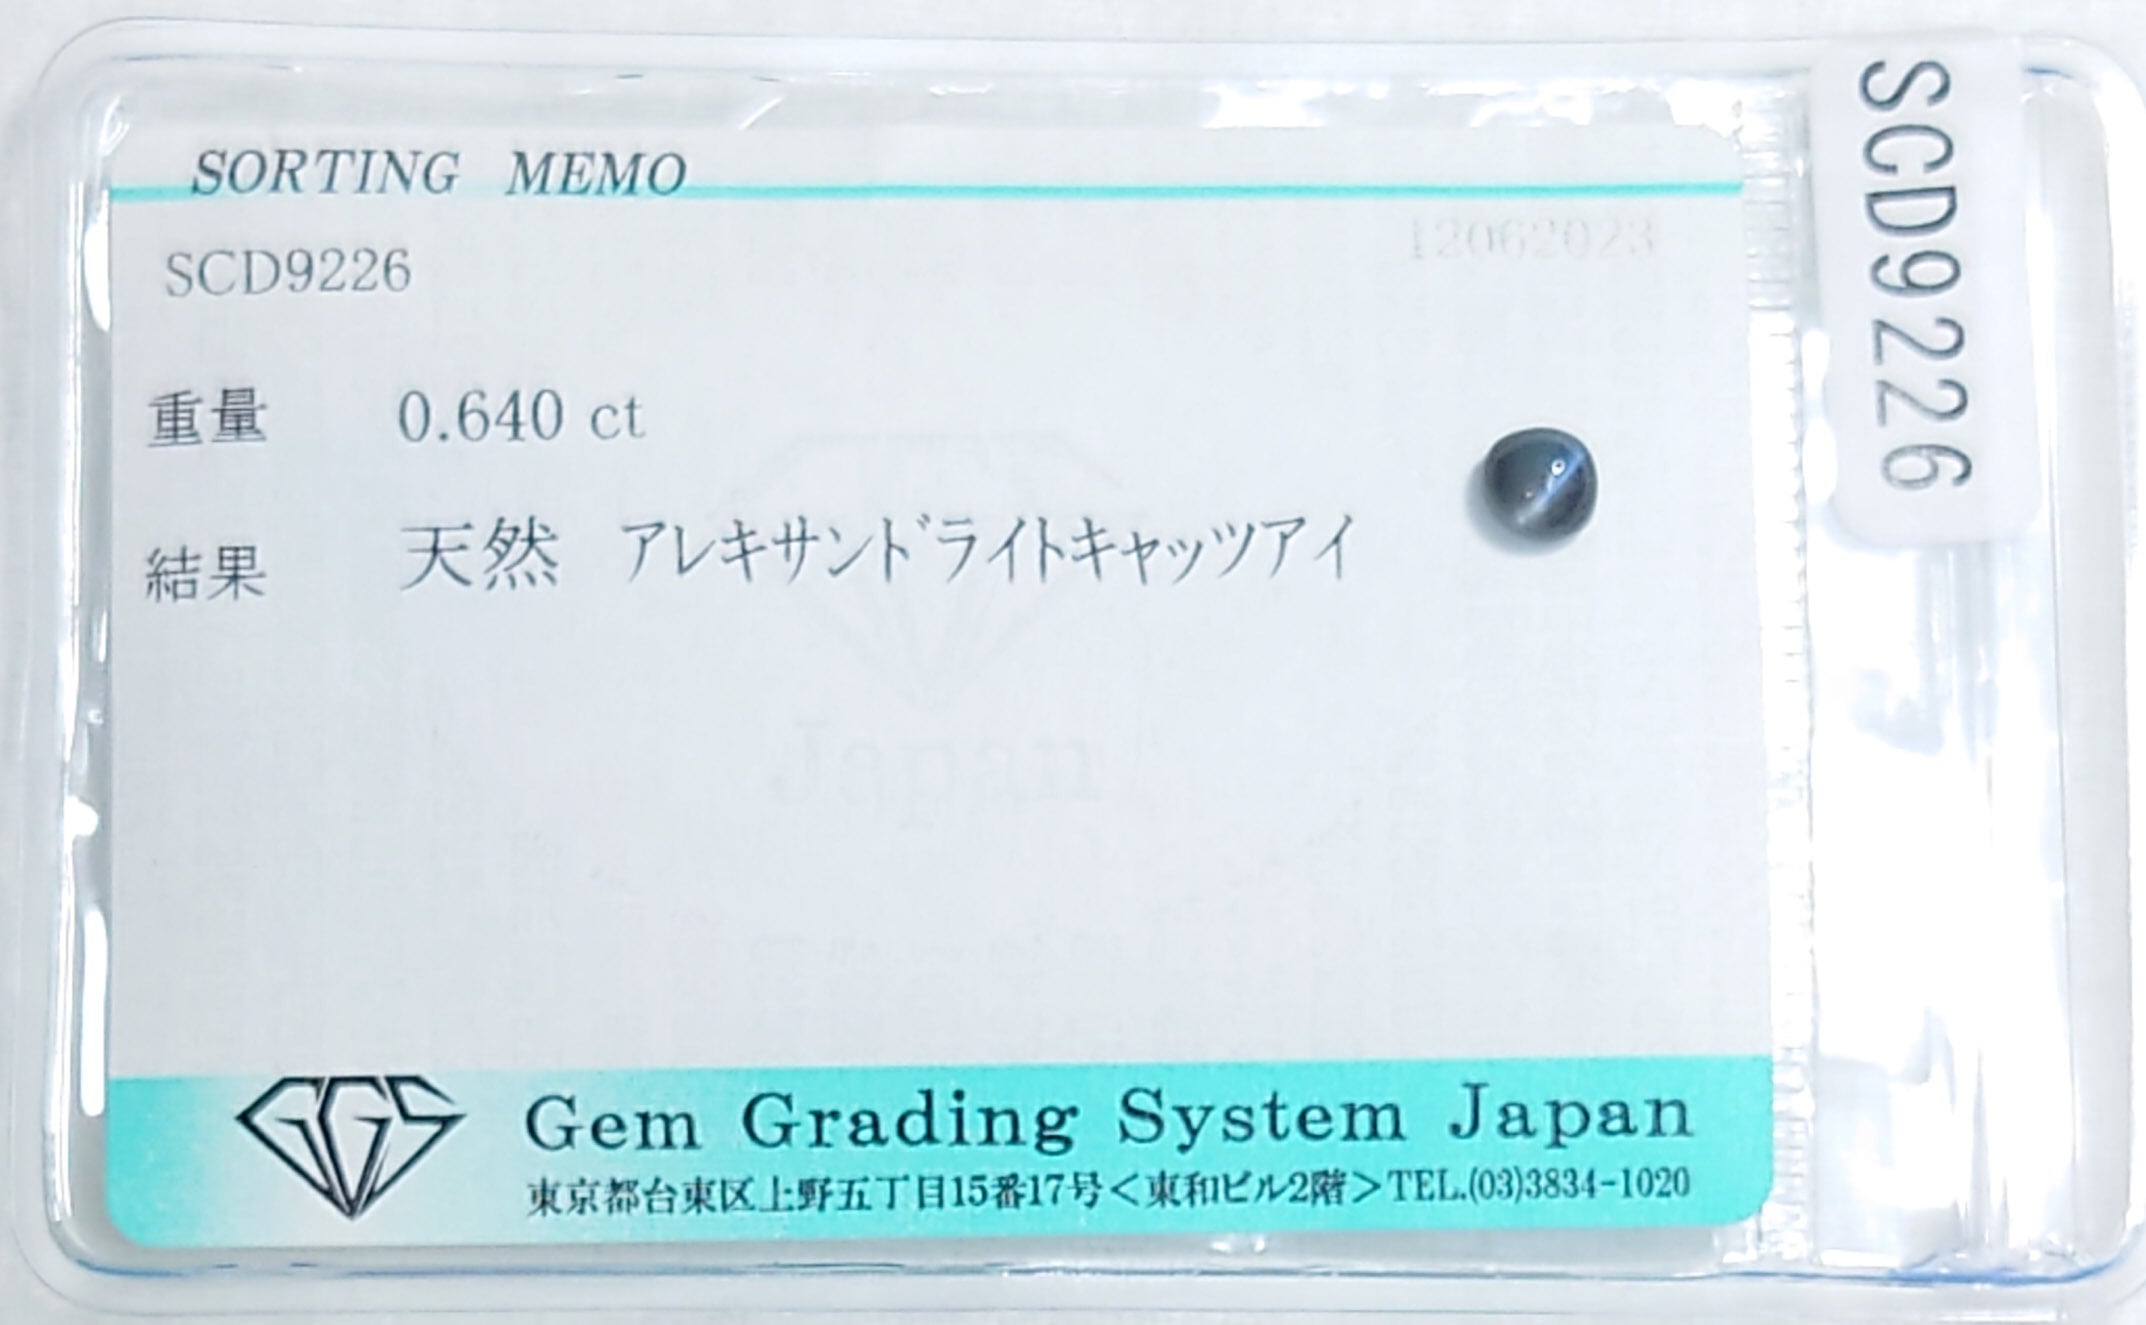 SORTING MEMO
12062023
SCD9226
重量 0.640 ct
結果 天然 アレキサンドライトキャッツアイ
Japan
GGS
Gem Grading System Japan
東京都台東区上野五丁目15番17号<東和ビル2階>TEL.(03)3834-1020
SCD9226